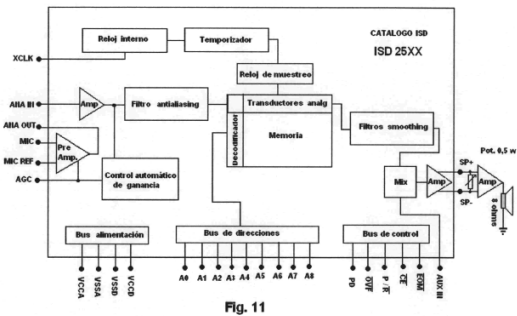 CATALOGO ISD
ISD 25XX
Reloj interno
Temporizador
XCLK
Reloj de muestreo
ANA IN
Amp
Filtro antialiasing
Decodificador
Transductores analg
Memoria
Filtros smoothing
ANA OUT
MIC
MIC REF
AGC
Pre
Amp.
Control automático
de ganancia
Mix
Amp
SP+
SP-
Pot. 0,5 w
Amp
8 ohms
Bus alimentación
Bus de direcciones
Bus de control
VCCA
VSSA
VSSD
VCCD
A0
A1
A2
A3
A4
A5
A6
A7
A8
PD
OVF
P / R
CE
EOM
AUX IN
Fig. 11